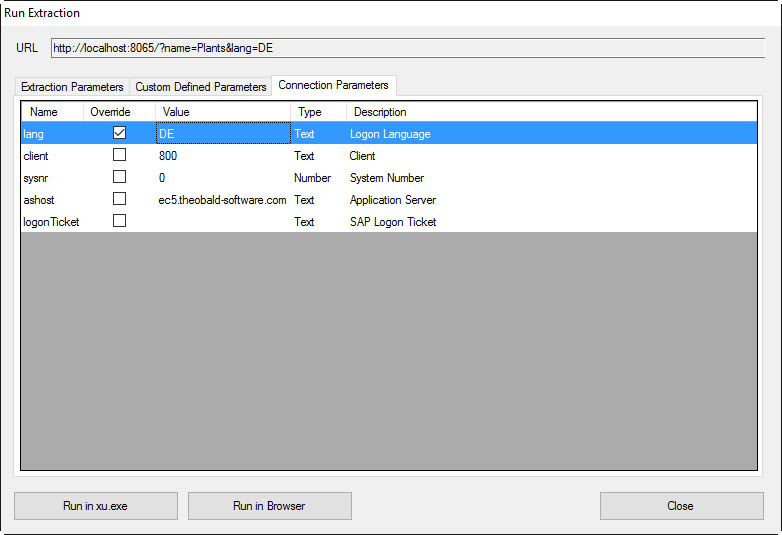 Run Extraction
URL http://localhost:8065/?name=Plants&lang=DE
Extraction Parameters Custom Defined Parameters Connection Parameters
Name Override Value Type Description
lang DE Text Logon Language
client 800 Text Client
sysnr 0 Number System Number
ashost ec5.theobald-software.com Text Application Server
logonTicket Text SAP Logon Ticket
Run in xu.exe Run in Browser Close